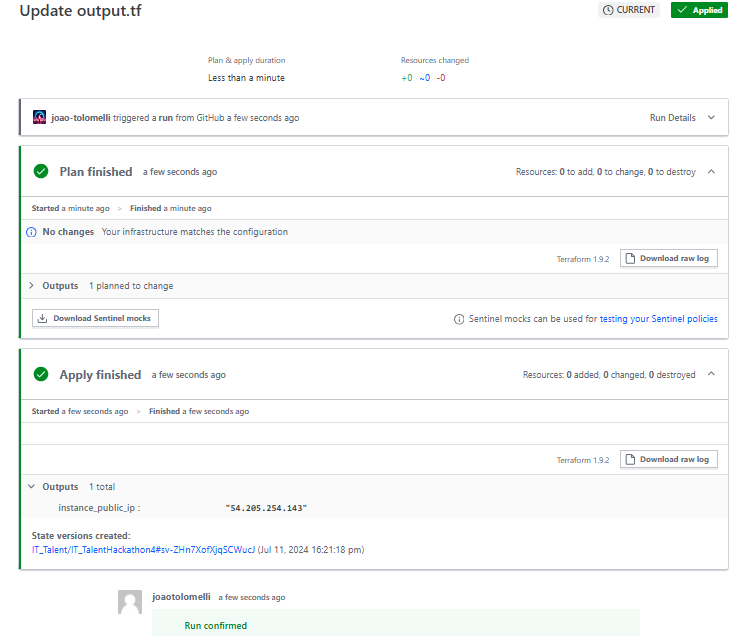 Update output.tf
CURRENT
Applied
Plan & apply duration
Resources changed
Less than a minute
+0 ~0 -0
joao-tolomelli triggered a run from GitHub a few seconds ago
Run Details
Plan finished a few seconds ago
Resources: 0 to add, 0 to change, 0 to destroy
Started a minute ago > Finished a minute ago
No changes Your infrastructure matches the configuration
Terraform 1.9.2
Download raw log
Outputs 1 planned to change
Download Sentinel mocks
Sentinel mocks can be used for testing your Sentinel policies
Apply finished a few seconds ago
Resources: 0 added, 0 changed, 0 destroyed
Started a few seconds ago > Finished a few seconds ago
Terraform 1.9.2
Download raw log
Outputs 1 total
instance_public_ip : "54.205.254.143"
State versions created:
IT_Talent/IT_TalentHackathon4#sv-ZHn7XofXjqSCWucJ (Jul 11, 2024 16:21:18 pm)
joaotolomelli a few seconds ago
Run confirmed